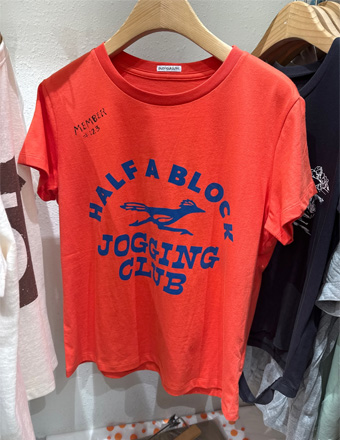 MEMBER
HALF A BLOCK
JOGGING
CLUB